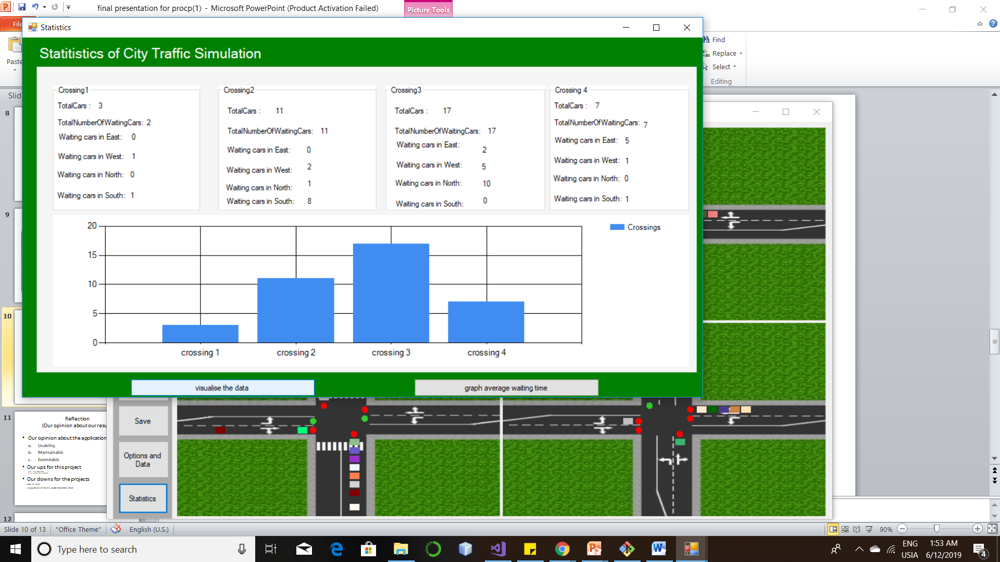 final presentation for procp(1) - Microsoft PowerPoint (Product Activation Failed)
Picture Tools
File
Paste
Find
Replace
Select
Editing
Statistics
Statitistics of City Traffic Simulation
Crossing1
TotalCars : 3
TotalNumberOfWaitingCars: 2
Waiting cars in East: 0
Waiting cars in West: 1
Waiting cars in North: 0
Waiting cars in South: 1
Crossing2
TotalCars : 11
TotalNumberOfWaitingCars: 11
Waiting cars in East: 0
Waiting cars in West: 2
Waiting cars in North: 1
Waiting cars in South: 8
Crossing3
TotalCars : 17
TotalNumberOfWaitingCars: 17
Waiting cars in East: 2
Waiting cars in West: 5
Waiting cars in North: 10
Waiting cars in South: 0
Crossing 4
TotalCars : 7
TotalNumberOfWaitingCars: 7
Waiting cars in East: 5
Waiting cars in West: 1
Waiting cars in North: 0
Waiting cars in South: 1
20
15
10
5
0
crossing 1 crossing 2 crossing 3 crossing 4
Crossings
visualise the data
graph average waiting time
Slid
8
9
10
11
12
Reflection
(Our opinion about our resu
• Our opinion about the application
a. Usability,
b. Maintainable
c. Extendable
• Our ups for this project
• Our downs for the projects
Lack of time
Save
Options and
Data
Statistics
Slide 10 of 13
"Office Theme"
English (U.S.)
90%
Type here to search
ENG
USIA
1:53 AM
6/12/2019
4